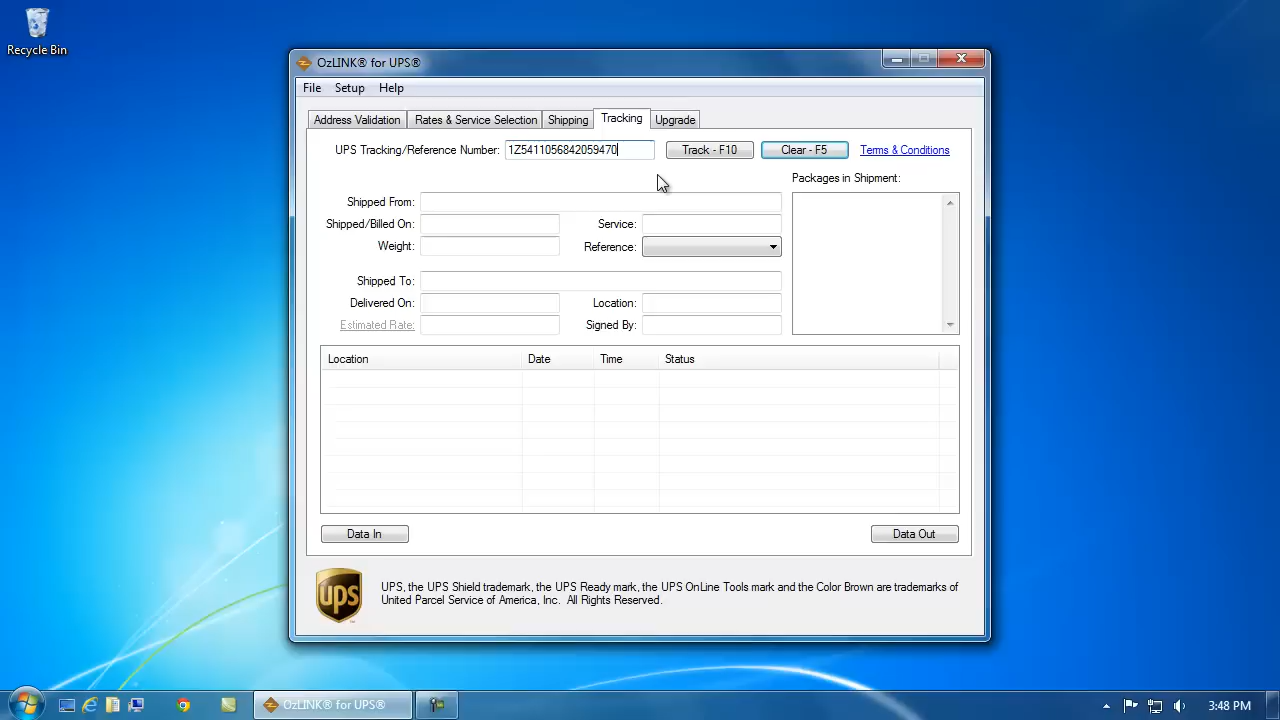 Recycle Bin
OzLINK® for UPS®
File Setup Help
Address Validation Rates & Service Selection Shipping Tracking Upgrade
UPS Tracking/Reference Number: 1Z5411056842059470 Track - F10 Clear - F5 Terms & Conditions
Packages in Shipment:
Shipped From:
Shipped/Billed On: Service:
Weight: Reference:
Shipped To:
Delivered On: Location:
Estimated Rate: Signed By:
Location Date Time Status
Data In Data Out
ups
UPS, the UPS Shield trademark, the UPS Ready mark, the UPS OnLine Tools mark and the Color Brown are trademarks of
United Parcel Service of America, Inc. All Rights Reserved.
OzLINK® for UPS®
3:48 PM